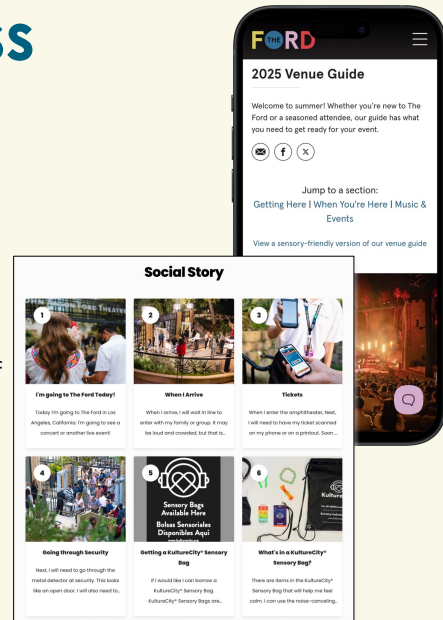 SS
FTHERD
2025 Venue Guide
Welcome to summer! Whether you're new to The
Ford or a seasoned attendee, our guide has what
you need to get ready for your event.
Jump to a section:
Getting Here | When You're Here | Music &
Events
View a sensory-friendly version of our venue guide
Social Story
1
I'm going to The Ford Today!
Today I'm going to The Ford in Los
Angeles, California. I'm going to see a
concert or another live event!
2
When I Arrive
When I arrive, I will wait in line to
enter with my family or group. It may
be loud and crowded, but that is...
3
Tickets
When I enter the amphitheater, Next,
I will need to have my ticket scanned
on my phone or on a printout. Soon ...
4
Going through Security
Next, I will need to go through the
metal detector at security. This looks
like an open door. I will also need to...
5
Sensory Bags
Available Here
Bolsas Sensoriales
Disponibles Aquí
Getting a KultureCity® Sensory
Bag
If I would like I can borrow a
KultureCity® Sensory Bag.
KultureCity® Sensory Bags are...
6
Kulture
What's in a KultureCity®
Sensory Bag?
There are items in the KultureCity®
Sensory Bag that will help me feel
calm: I can use the noise-canceling...